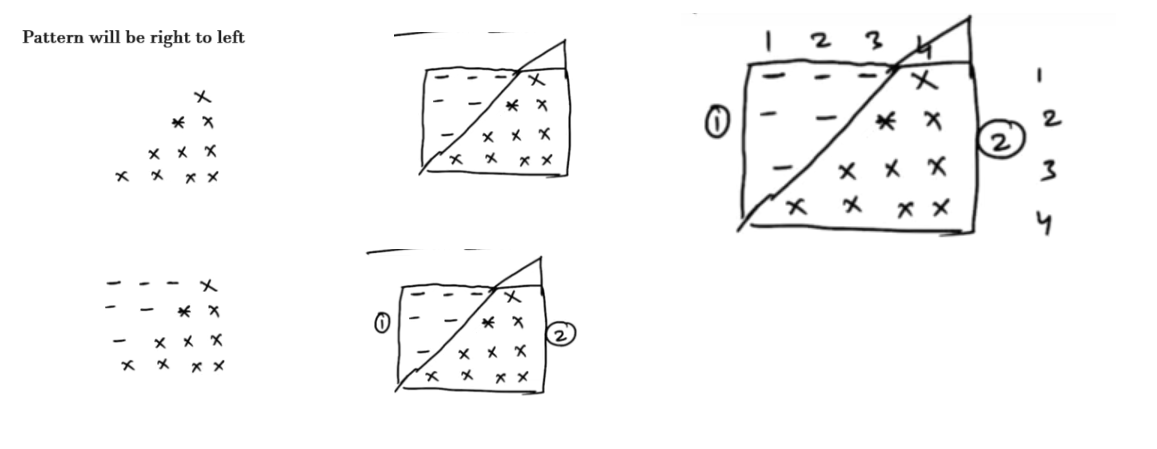 Pattern will be right to left
x
* x
x x x
x x x x
- - - x
- - * x
- x x x
x x x x
- - - x
- - * x
- x x x
x x x x
① ②
- - - x
- - * x
- x x x
x x x x
1 2 3 4
① ②
- - - x 1
- - * x 2
- x x x 3
x x x x 4